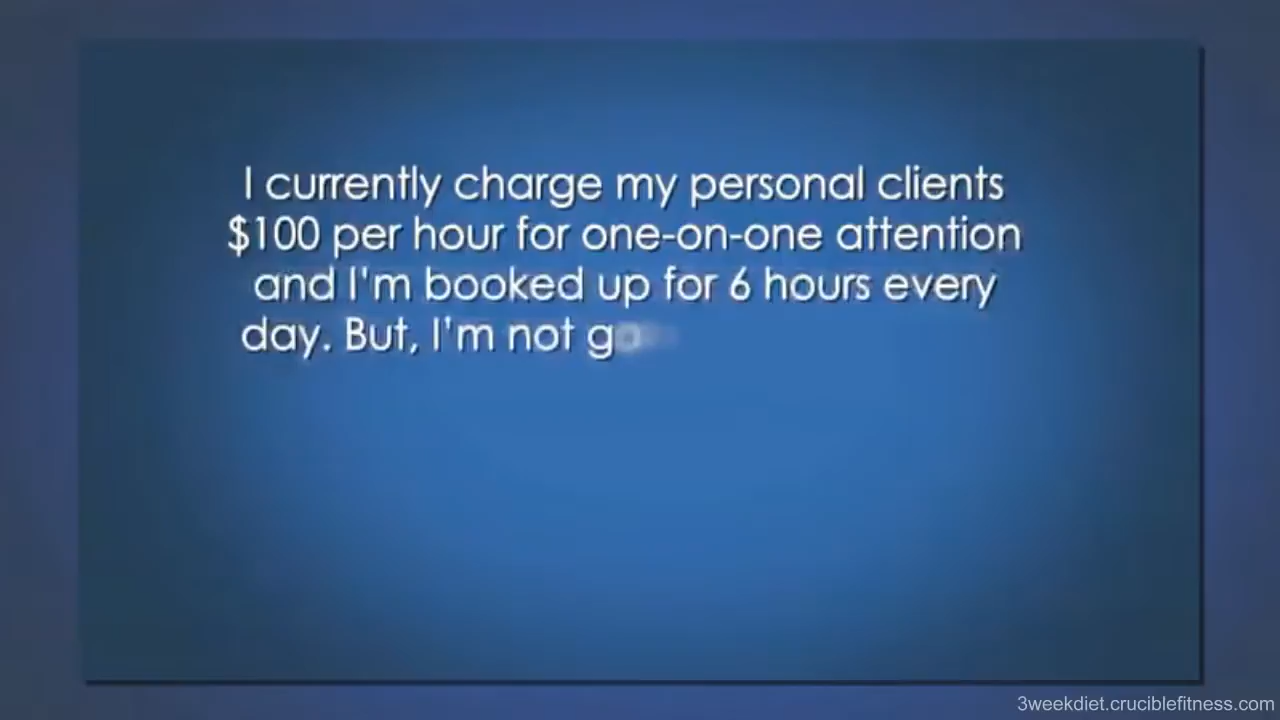 I currently charge my personal clients
$100 per hour for one-on-one attention
and I'm booked up for 6 hours every
day. But, I'm not
3weekdiet.cruciblefitness.com